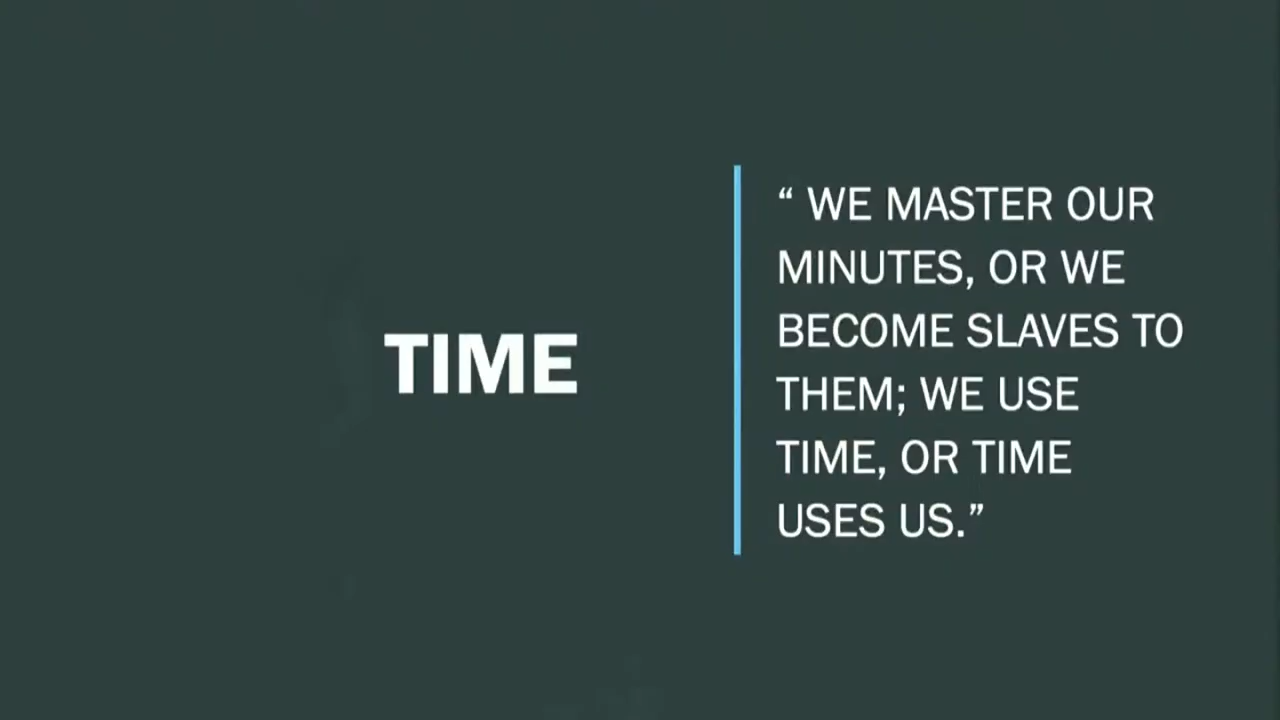 TIME
“ WE MASTER OUR
MINUTES, OR WE
BECOME SLAVES TO
THEM; WE USE
TIME, OR TIME
USES US.”